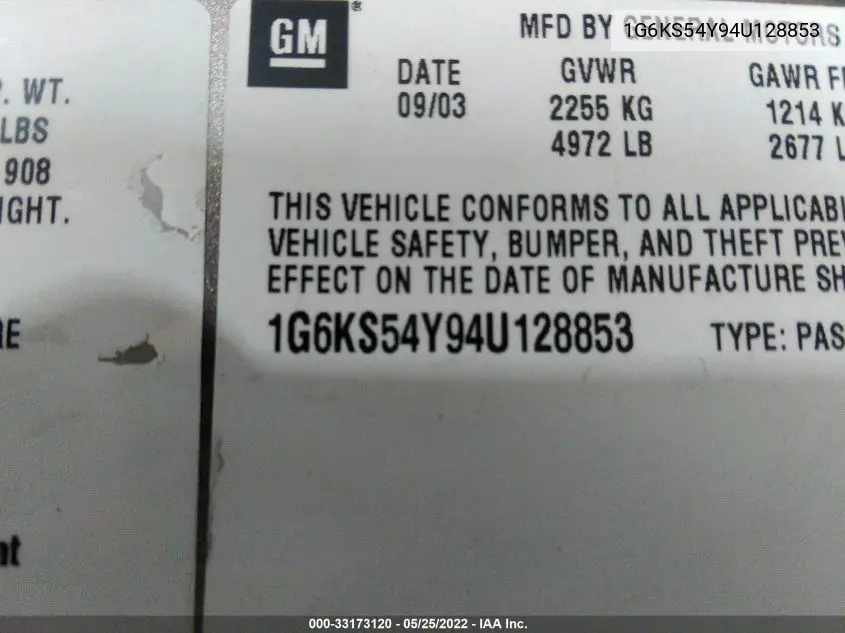 GM®
MFD BY GENERAL MOTORS
1G6KS54Y94U128853
DATE GVWR GAWR
09/03 2255 KG 1214
4972 LB 2677
THIS VEHICLE CONFORMS TO ALL
VEHICLE SAFETY, BUMPER, AND THEFT
EFFECT ON THE DATE OF MANUFACTURE
1G6KS54Y94U128853 TYPE:
WT.
LBS
908
000-33173120 - 05/25/2022 - IAA Inc.